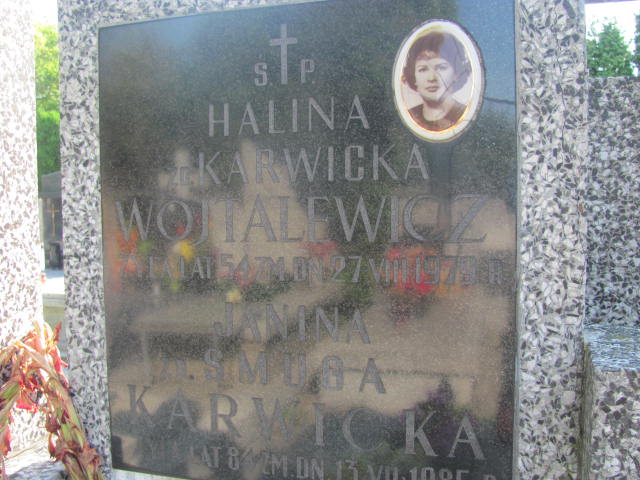 Ś. P.
HALINA
z KARWICKA
WOJTALEWICZ
ŻYŁA LAT 54 ZM. DN. 27 VIII 1979 R.
JANINA
SMUGA
KARWICKA
LAT 84 ZM. DN. 13 VII 1985 R.